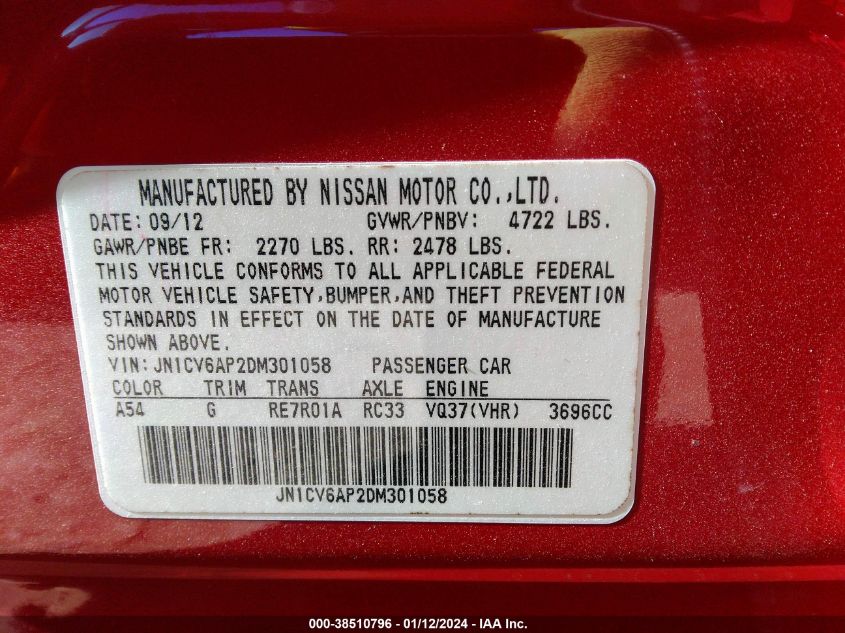 MANUFACTURED BY NISSAN MOTOR CO.,LTD.
DATE: 09/12 GVWR/PNBV: 4722 LBS.
GAWR/PNBE FR: 2270 LBS. RR: 2478 LBS.
THIS VEHICLE CONFORMS TO ALL APPLICABLE FEDERAL
MOTOR VEHICLE SAFETY,BUMPER,AND THEFT PREVENTION
STANDARDS IN EFFECT ON THE DATE OF MANUFACTURE
SHOWN ABOVE.
VIN:JN1CV6AP2DM301058 PASSENGER CAR
COLOR TRIM TRANS AXLE ENGINE
A54 G RE7R01A RC33 VQ37(VHR) 3696CC
JN1CV6AP2DM301058
000-38510796 - 01/12/2024 - IAA Inc.